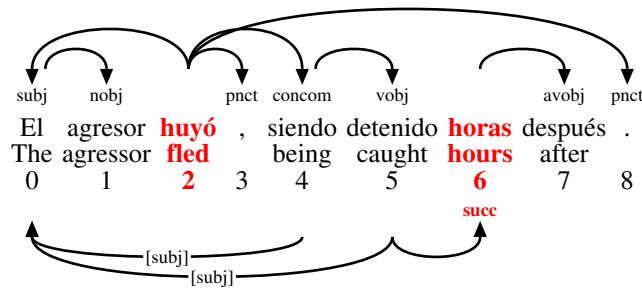 subj nobj pnct concom vobj avobj pnct
El agresor huyó , siendo detenido horas después .
The agressor fled being caught hours after
0 1 2 3 4 5 6 7 8
succ
[subj]
[subj]